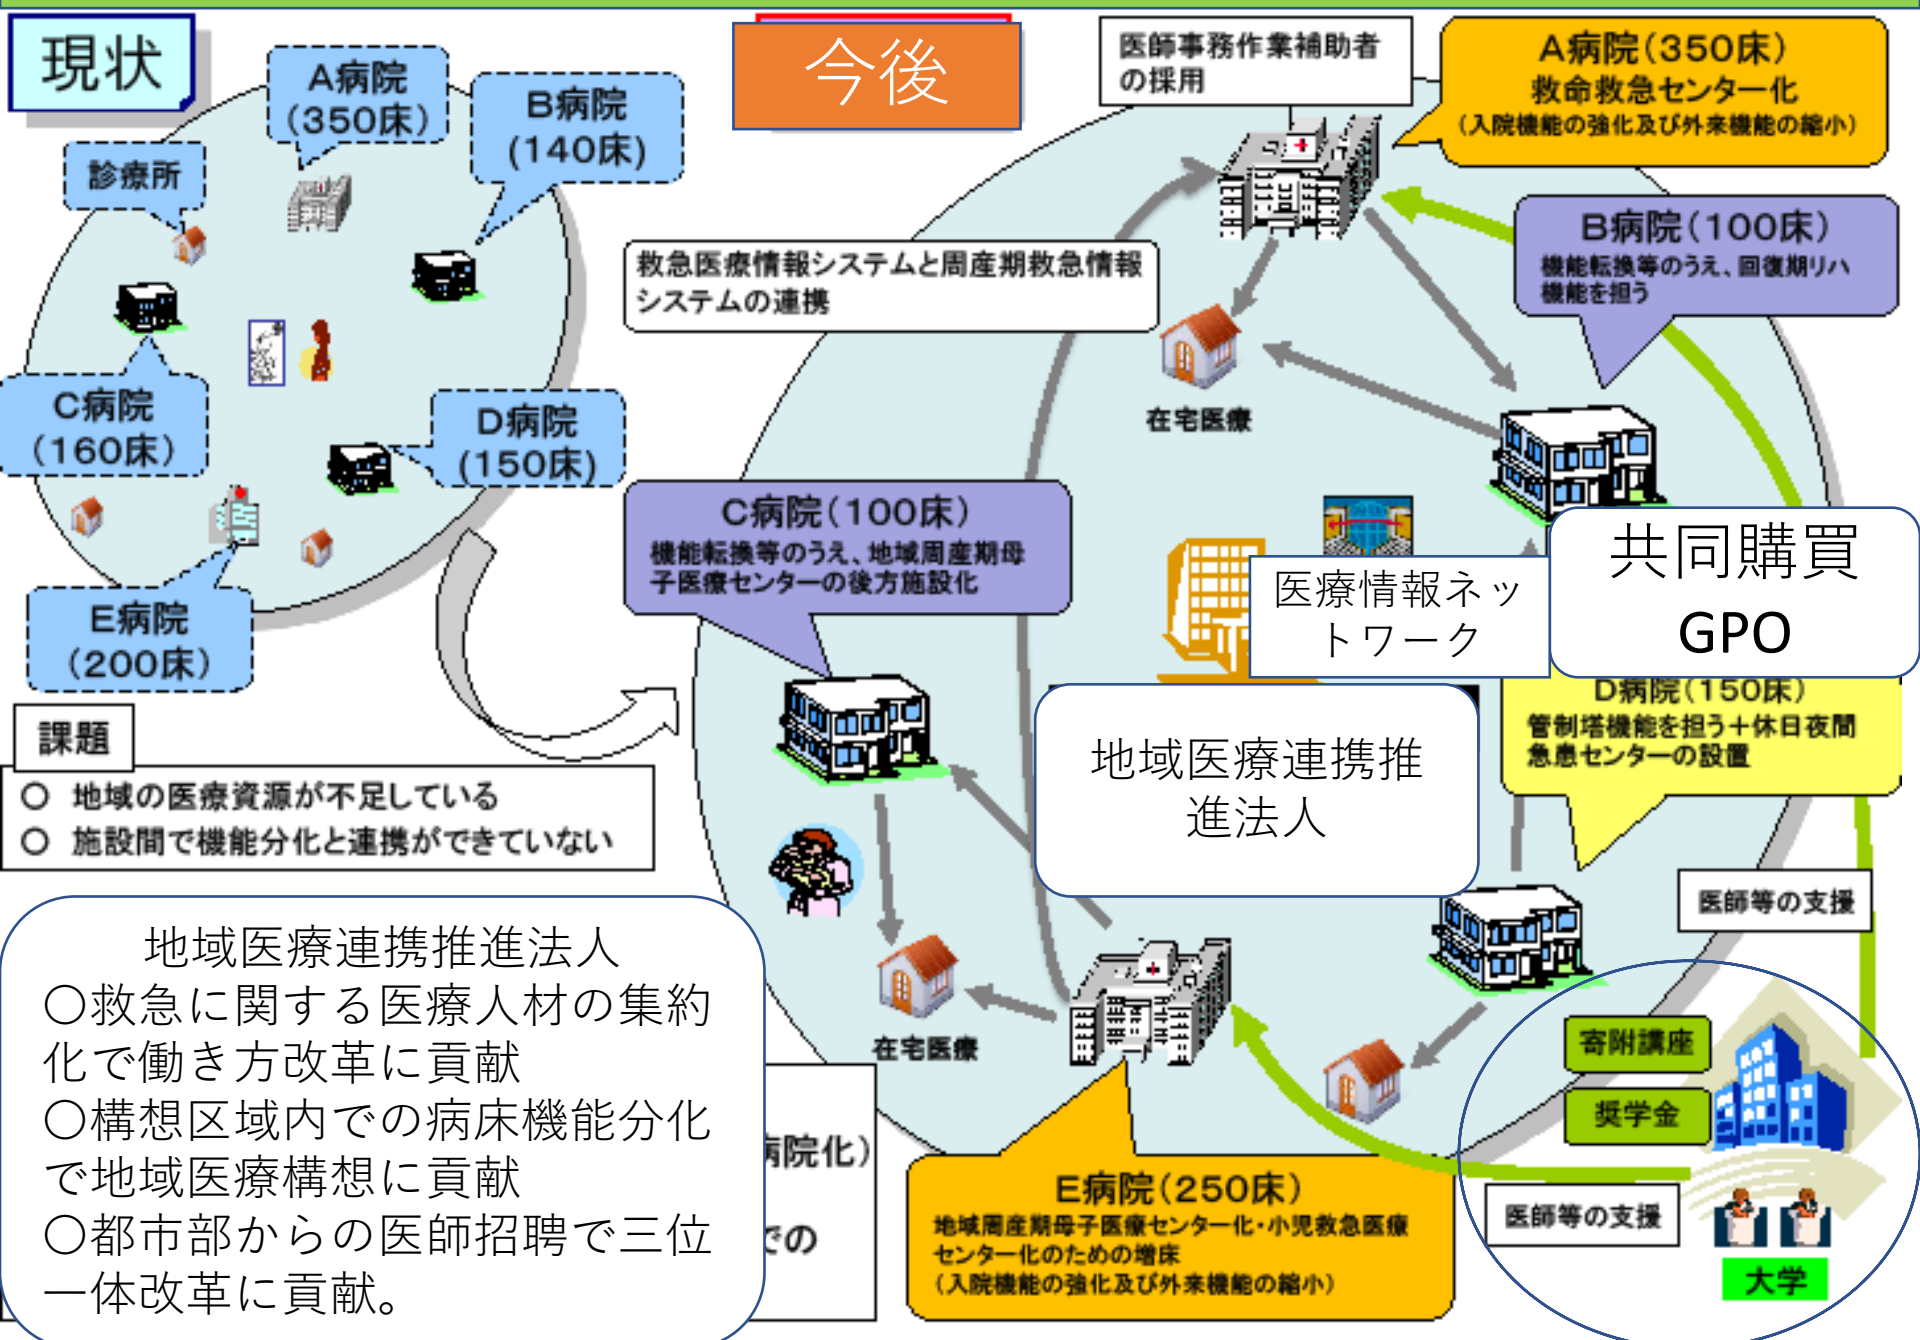 現状
A病院
(350床)
B病院
(140床)
診療所
C病院
(160床)
D病院
(150床)
E病院
(200床)
課題
○ 地域の医療資源が不足している
○ 施設間で機能分化と連携ができていない
地域医療連携推進法人
○救急に関する医療人材の集約
化で働き方改革に貢献
○構想区域内での病床機能分化
で地域医療構想に貢献
○都市部からの医師招聘で三位
一体改革に貢献。
病院化)
での
今後
医師事務作業補助者
の採用
A病院(350床)
救命救急センター化
(入院機能の強化及び外来機能の縮小)
B病院(100床)
機能転換等のうえ、回復期リハ
機能を担う
救急医療情報システムと周産期救急情報
システムの連携
在宅医療
C病院(100床)
機能転換等のうえ、地域周産期母
子医療センターの後方施設化
医療情報ネッ
トワーク
共同購買
GPO
地域医療連携推
進法人
D病院(150床)
管制塔機能を担う+休日夜間
急患センターの設置
医師等の支援
在宅医療
E病院(250床)
地域周産期母子医療センター化・小児救急医療
センター化のための増床
(入院機能の強化及び外来機能の縮小)
寄附講座
奨学金
医師等の支援
大学